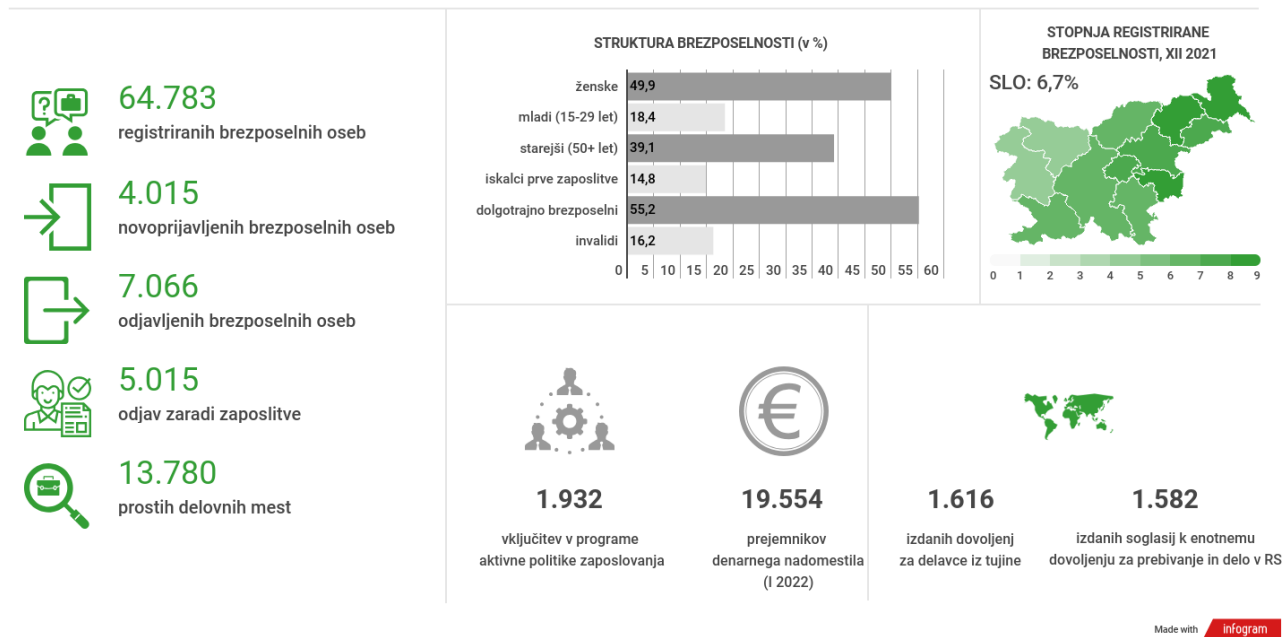 64.783
registriranih brezposelnih oseb
4.015
novoprijavljenih brezposelnih oseb
7.066
odjavljenih brezposelnih oseb
5.015
odjav zaradi zaposlitve
13.780
prostih delovnih mest
STRUKTURA BREZPOSELNOSTI (v %)
ženske 49,9
mladi (15-29 let) 18,4
starejši (50+ let) 39,1
iskalci prve zaposlitve 14,8
dolgotrajno brezposelni 55,2
invalidi 16,2
0 5 10 15 20 25 30 35 40 45 50 55 60
STOPNJA REGISTRIRANE
BREZPOSELNOSTI, XII 2021
SLO: 6,7%
0 1 2 3 4 5 6 7 8 9
1.932
vključitev v programe
aktivne politike zaposlovanja
19.554
prejemnikov
denarnega nadomestila
(I 2022)
1.616
izdanih dovoljenj
za delavce iz tujine
1.582
izdanih soglasij k enotnemu
dovoljenju za prebivanje in delo v RS
Made with infogram